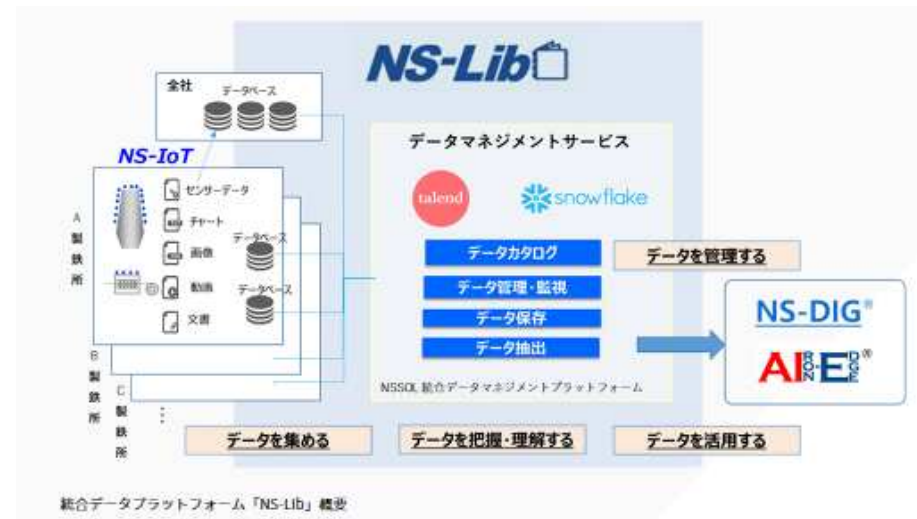 NS-Lib
全社
データベース
NS-IoT
センサーデータ
チャート
画像
動画
文書
データベース
データベース
A製鉄所
B製鉄所
C製鉄所
⋮
データマネジメントサービス
talend
snowflake
データカタログ
データ管理・監視
データ保存
データ抽出
NSSOL 統合データマネジメントプラットフォーム
データを管理する
NS-DIG®
AI RON-E DGE®
データを集める
データを把握・理解する
データを活用する
統合データプラットフォーム「NS-Lib」概要